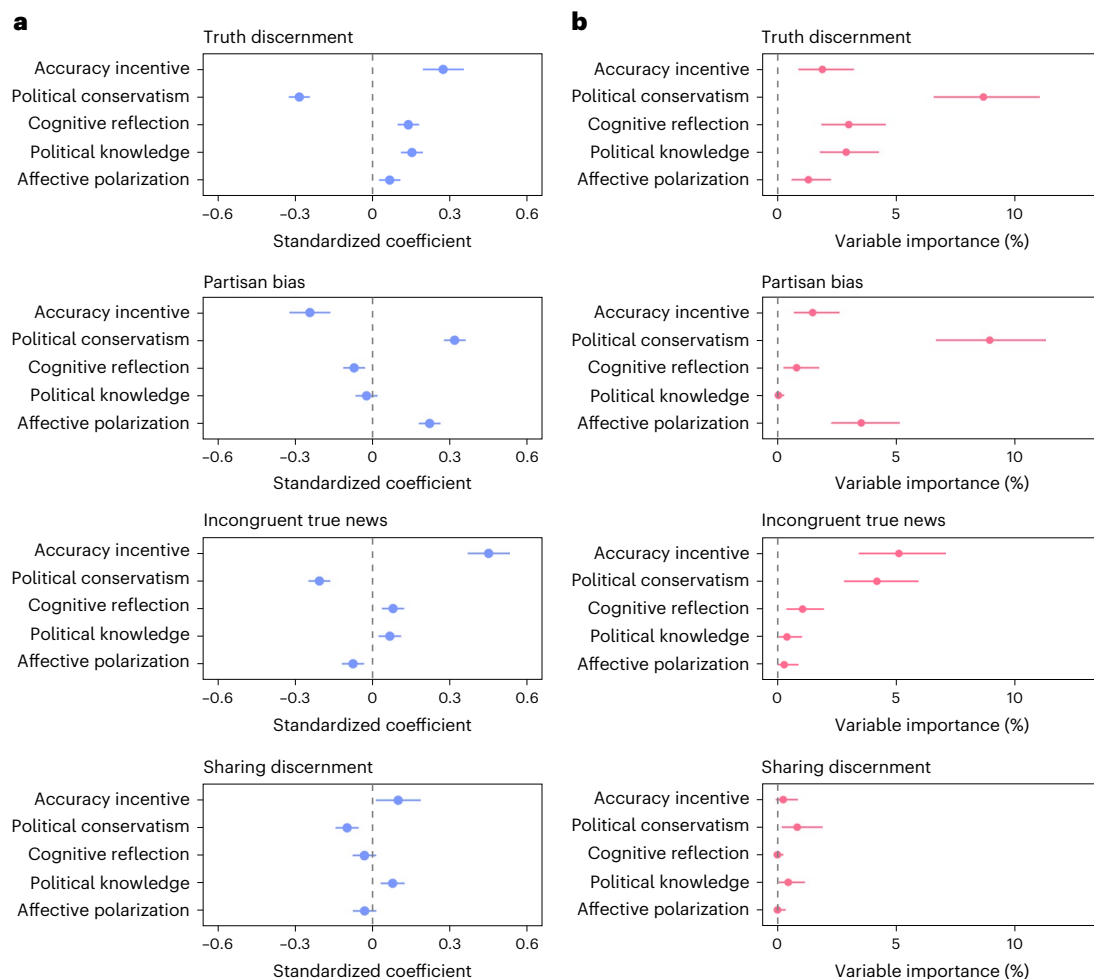 a
Truth discernment
Accuracy incentive
Political conservatism
Cognitive reflection
Political knowledge
Affective polarization
–0.6 –0.3 0 0.3 0.6
Standardized coefficient
Partisan bias
Accuracy incentive
Political conservatism
Cognitive reflection
Political knowledge
Affective polarization
–0.6 –0.3 0 0.3 0.6
Standardized coefficient
Incongruent true news
Accuracy incentive
Political conservatism
Cognitive reflection
Political knowledge
Affective polarization
–0.6 –0.3 0 0.3 0.6
Standardized coefficient
Sharing discernment
Accuracy incentive
Political conservatism
Cognitive reflection
Political knowledge
Affective polarization
–0.6 –0.3 0 0.3 0.6
Standardized coefficient
b
Truth discernment
Accuracy incentive
Political conservatism
Cognitive reflection
Political knowledge
Affective polarization
0 5 10
Variable importance (%)
Partisan bias
Accuracy incentive
Political conservatism
Cognitive reflection
Political knowledge
Affective polarization
0 5 10
Variable importance (%)
Incongruent true news
Accuracy incentive
Political conservatism
Cognitive reflection
Political knowledge
Affective polarization
0 5 10
Variable importance (%)
Sharing discernment
Accuracy incentive
Political conservatism
Cognitive reflection
Political knowledge
Affective polarization
0 5 10
Variable importance (%)